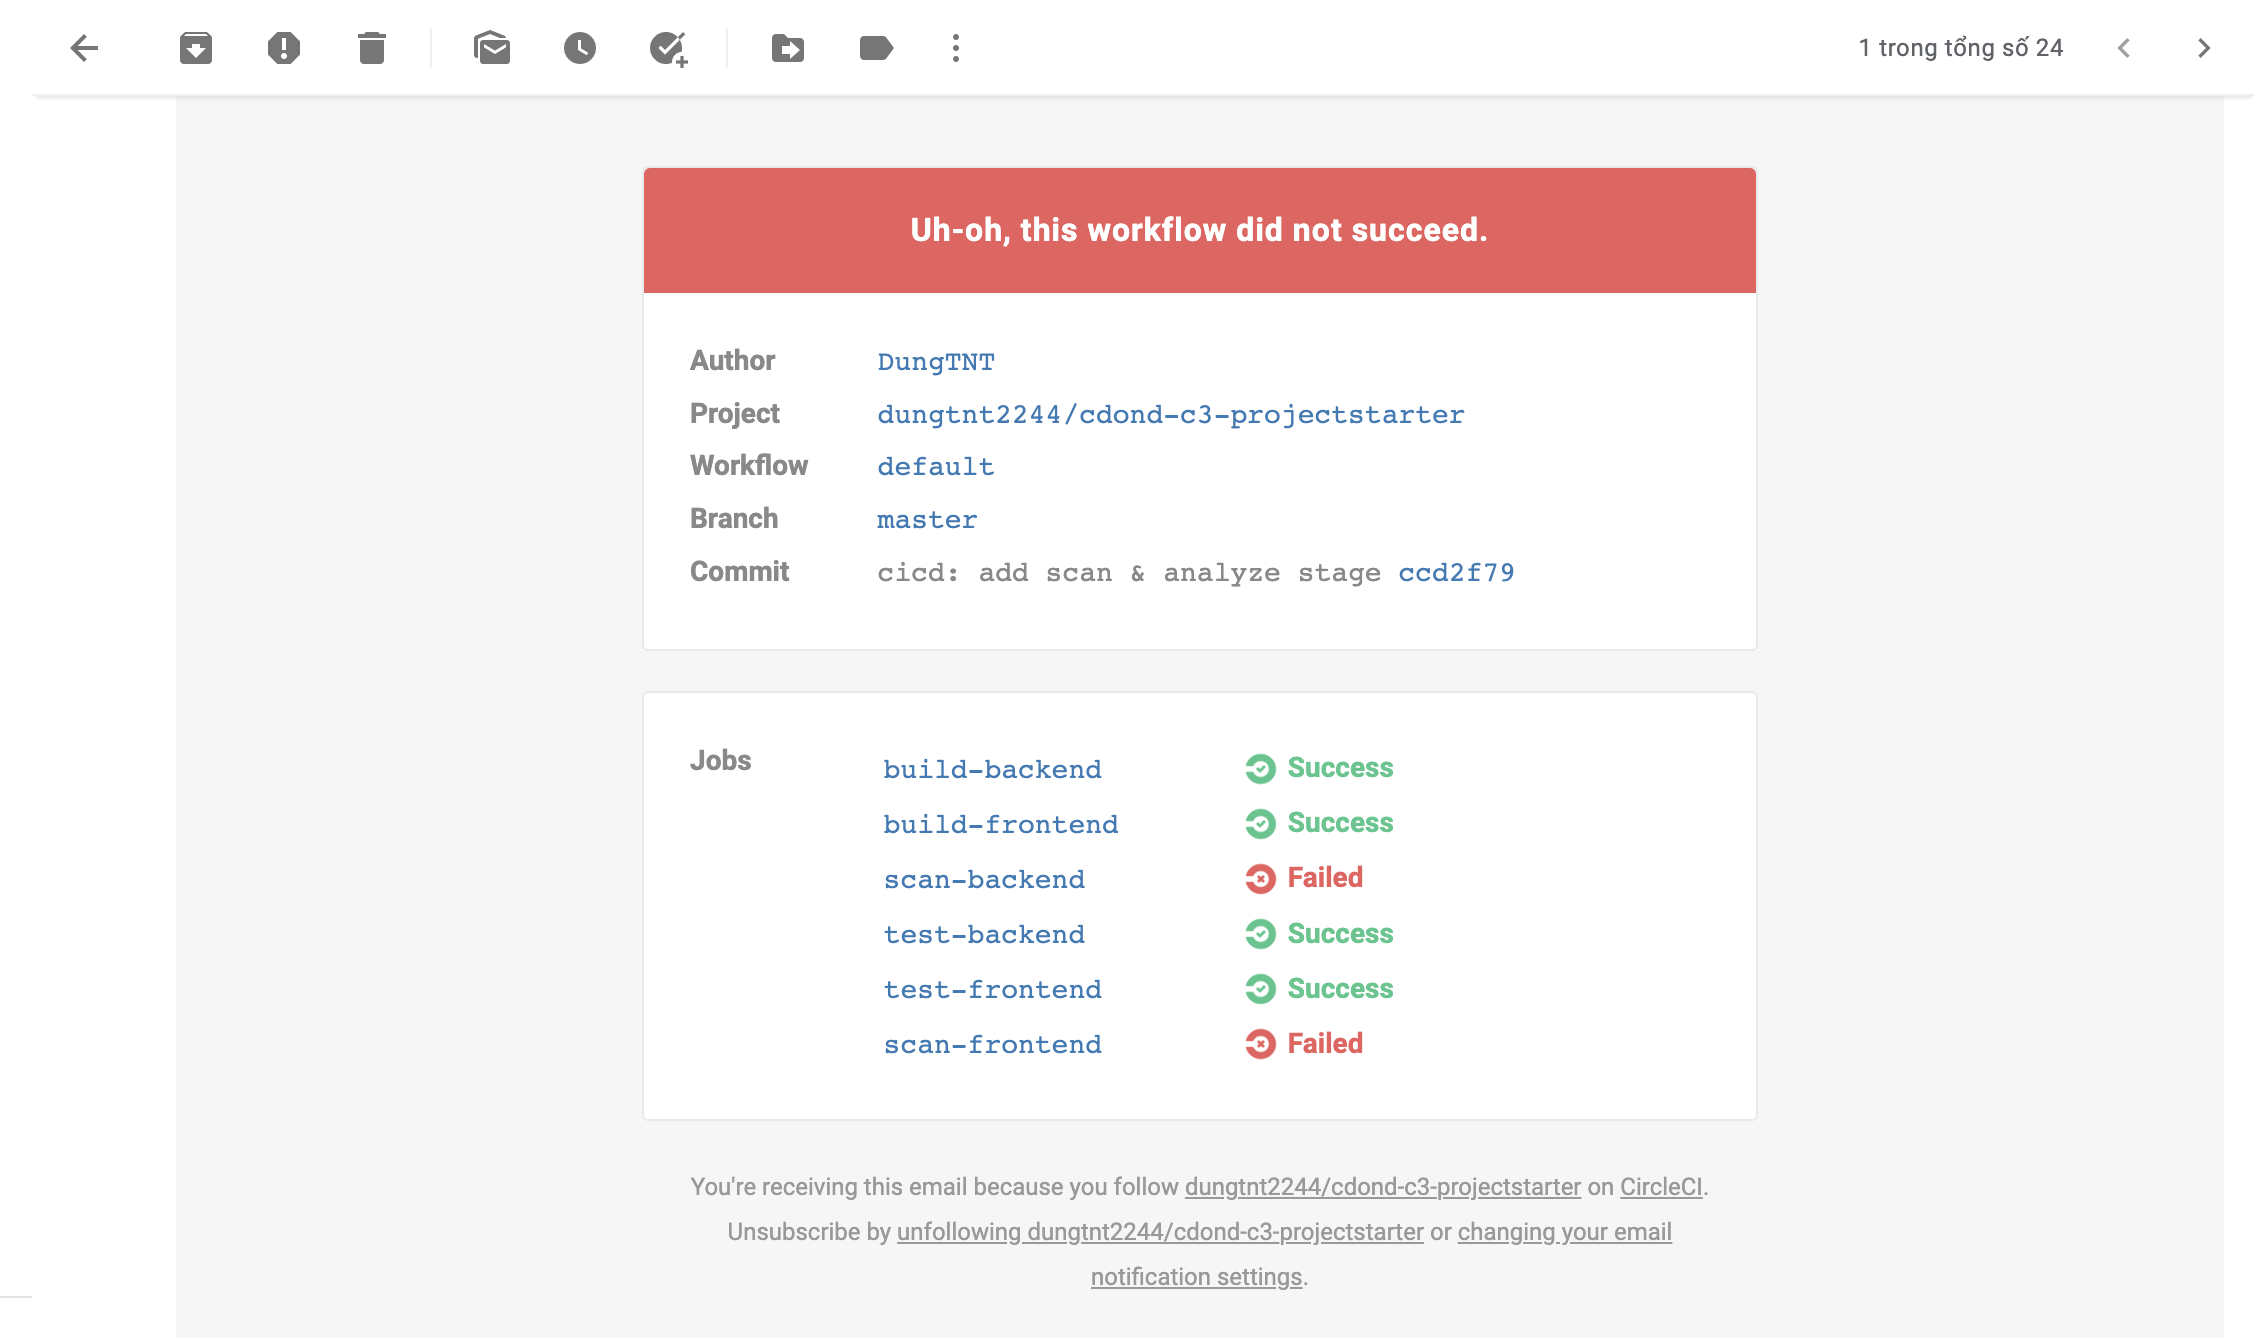 1 trong tổng số 24
Uh-oh, this workflow did not succeed.
Author DungTNT
Project dungtnt2244/cdond-c3-projectstarter
Workflow default
Branch master
Commit cicd: add scan & analyze stage ccd2f79
Jobs build-backend Success
build-frontend Success
scan-backend Failed
test-backend Success
test-frontend Success
scan-frontend Failed
You're receiving this email because you follow dungtnt2244/cdond-c3-projectstarter on CircleCI.
Unsubscribe by unfollowing dungtnt2244/cdond-c3-projectstarter or changing your email
notification settings.